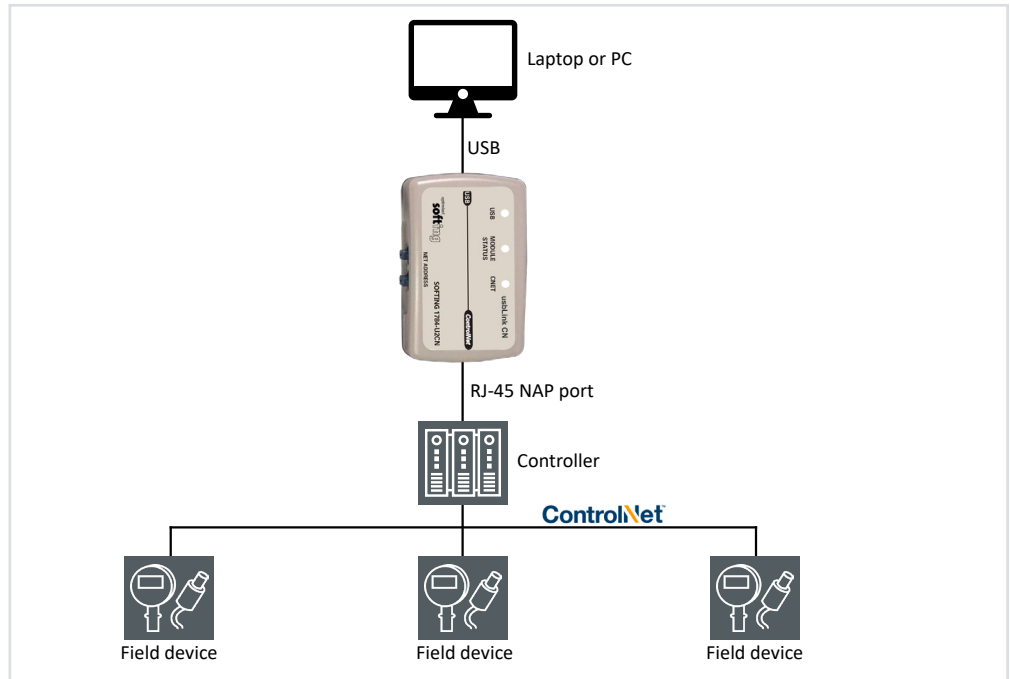 Laptop or PC
USB
USB
softing
NET ADDRESS
SOFTING 1784-U2CN
ControlNet
USB
MODULE
STATUS
CNET
usbLink CN
RJ-45 NAP port
Controller
ControlNet
Field device
Field device
Field device